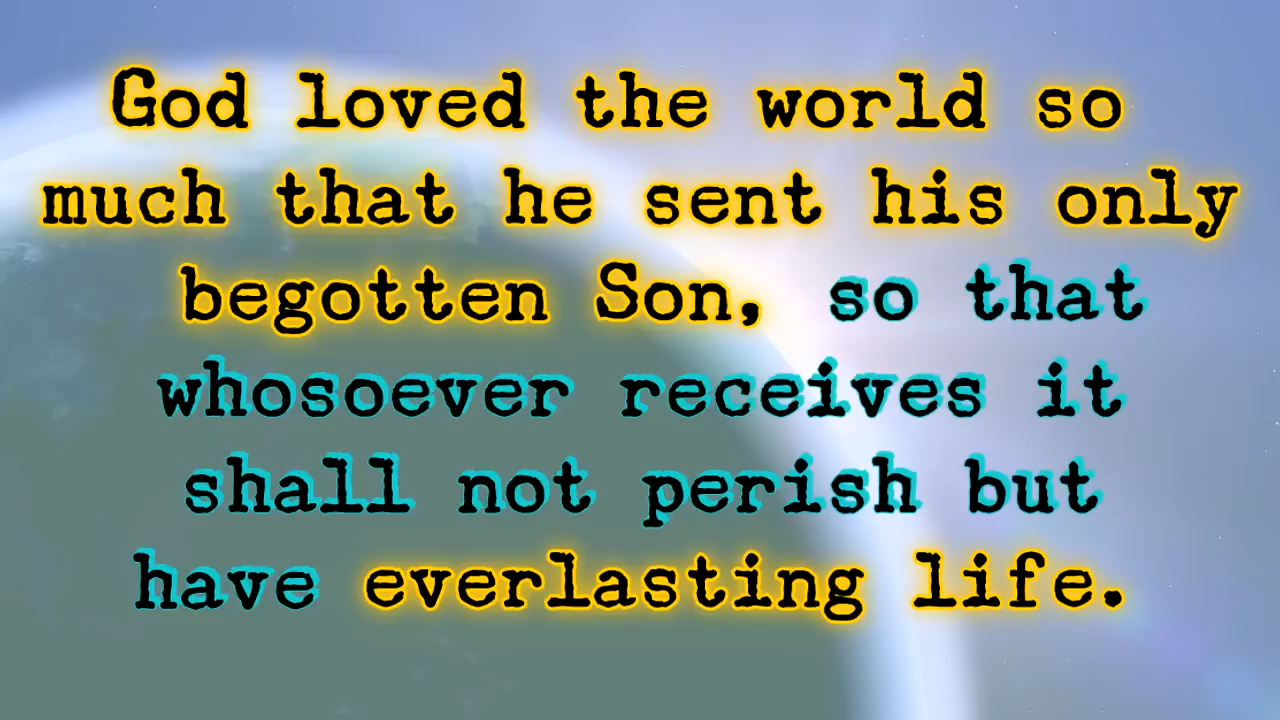 God loved the world so
much that he sent his only
begotten Son, so that
whosoever receives it
shall not perish but
have everlasting life.